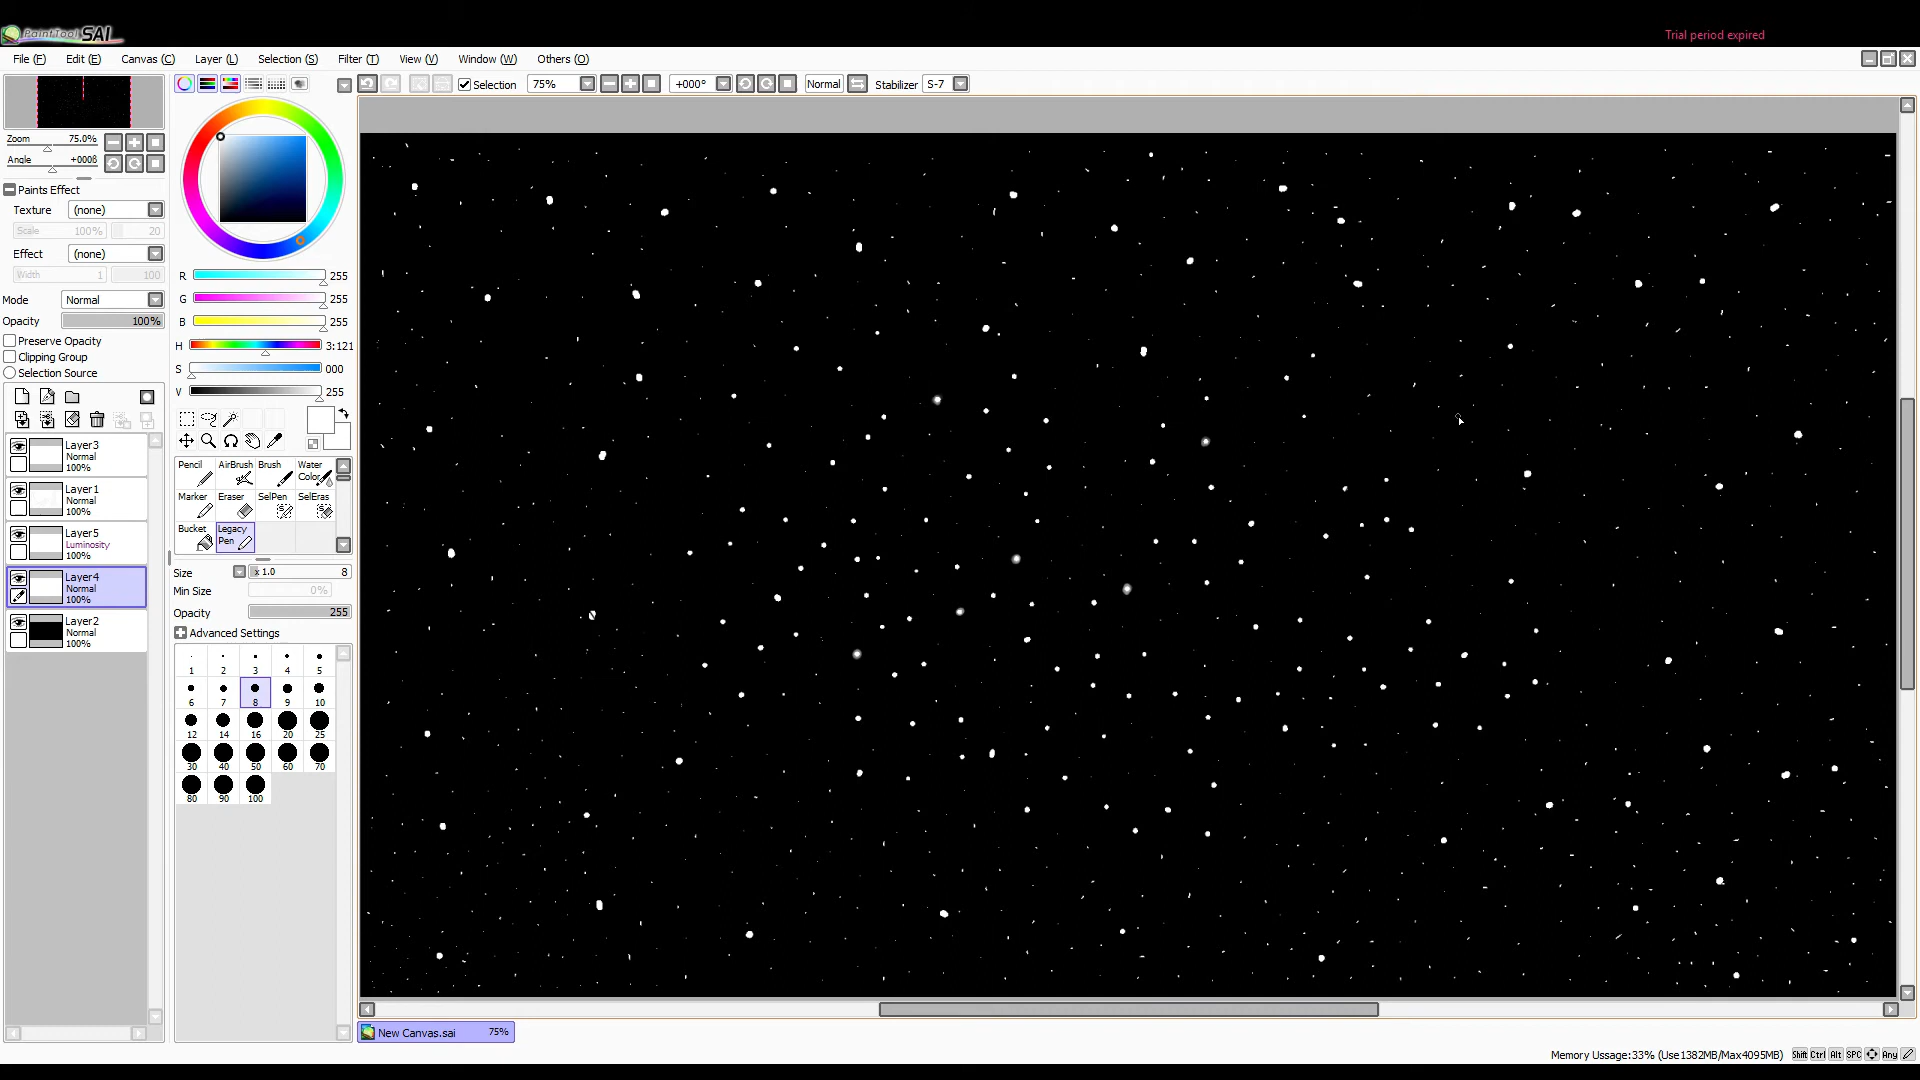 PaintTool SAI
Trial period expired
File (F) Edit (E) Canvas (C) Layer (L) Selection (S) Filter (T) View (V) Window (W) Others (O)
Selection 75% +000° Normal Stabilizer S-7
Zoom 75.0%
Angle +000ß
Paints Effect
Texture (none)
Scale 100% 20
Effect (none)
Width 1 100
Mode Normal
Opacity 100%
Preserve Opacity
Clipping Group
Selection Source
Layer3
Normal
100%
Layer1
Normal
100%
Layer5
Luminosity
100%
Layer4
Normal
100%
Layer2
Normal
100%
R 255
G 255
B 255
H 3:121
S 000
V 255
Pencil AirBrush Brush Water Color
Marker Eraser SelPen SelEras
Bucket Legacy Pen
Size x 1.0 8
Min Size 0%
Opacity 255
Advanced Settings
1 2 3 4 5
6 7 8 9 10
12 14 16 20 25
30 40 50 60 70
80 90 100
New Canvas.sai 75%
Memory Ussage:33% (Use1382MB/Max4095MB) Shift Ctrl Alt SPC Any